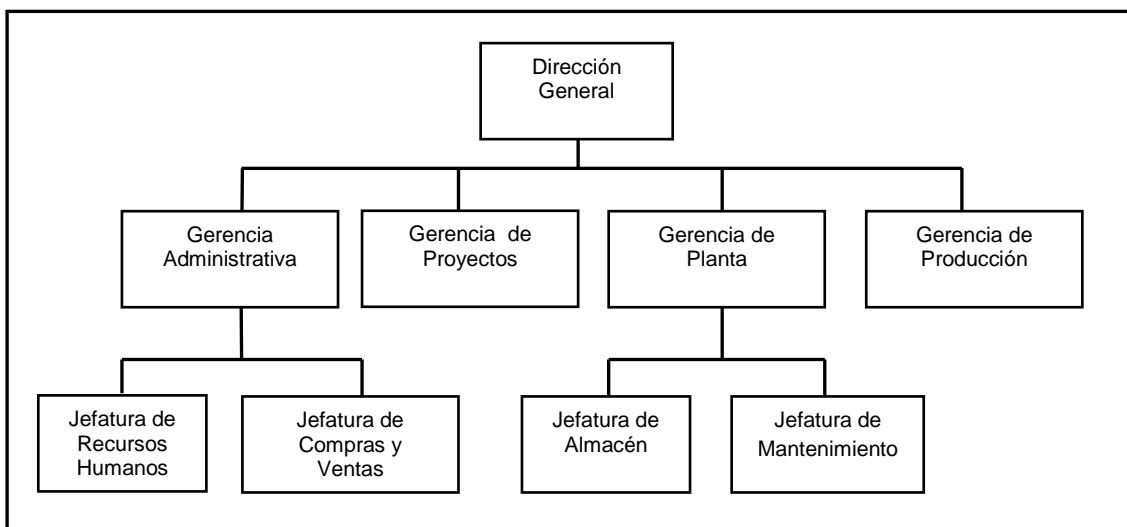 Dirección
General
Gerencia
Administrativa
Gerencia de
Proyectos
Gerencia de
Planta
Gerencia de
Producción
Jefatura de
Recursos
Humanos
Jefatura de
Compras y
Ventas
Jefatura de
Almacén
Jefatura de
Mantenimiento